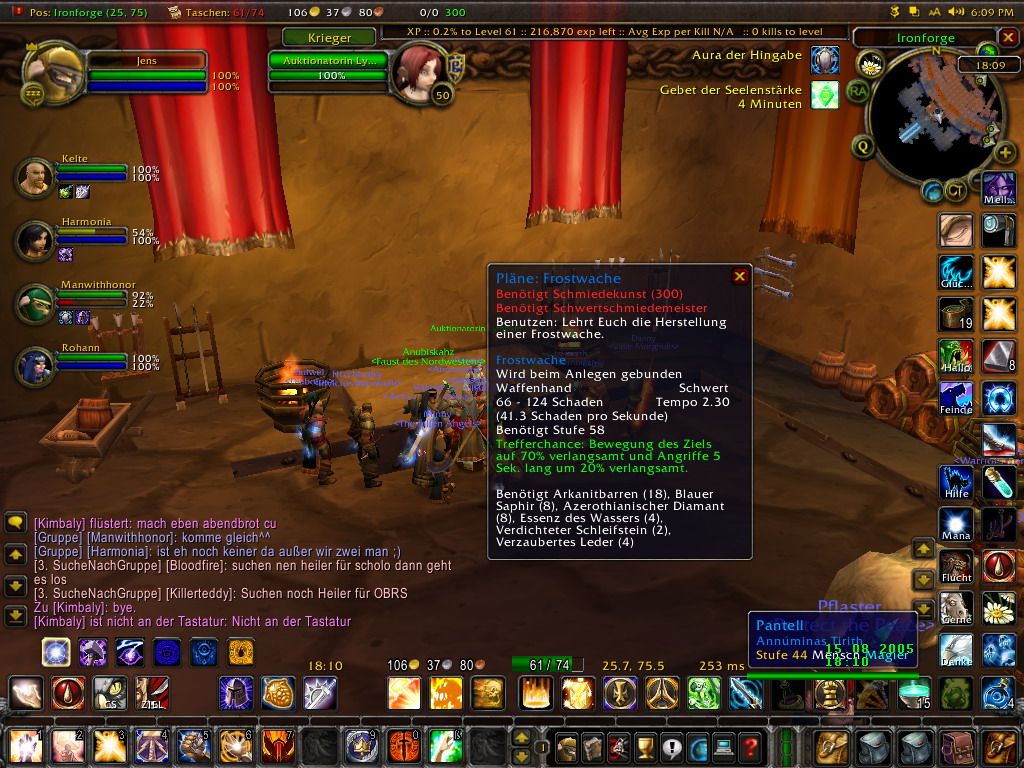 Pos: Ironforge (25, 75) Taschen: 61/74 106 37 80 0/0 300 6:09 PM
Krieger
XP :: 0.2% to Level 61 :: 216,870 exp left :: Avg Exp per Kill N/A :: 0 kills to level
Ironforge
18:09
Jens
100%
100%
Auktionatorin Ly...
100%
50
Aura der Hingabe
Gebet der Seelenstärke
4 Minuten
RA
Q
CT
Kelte
100%
100%
Harmonia
54%
100%
Manwithhonor
92%
22%
Rohann
100%
100%
Mell...
Gluc...
19
Hallo
8
Feinde
Hilfe
Mana
Flucht
Gerne
Danke
Auktionatorin
Anubiskahz
<Faust des Nordwestens>
Pläne: Frostwache
Benötigt Schmiedekunst (300)
Benötigt Schwertschmiedemeister
Benutzen: Lehrt Euch die Herstellung
einer Frostwache.
Frostwache
Wird beim Anlegen gebunden
Waffenhand Schwert
66 - 124 Schaden Tempo 2.30
(41.3 Schaden pro Sekunde)
Benötigt Stufe 58
Trefferchance: Bewegung des Ziels
auf 70% verlangsamt und Angriffe 5
Sek. lang um 20% verlangsamt.
Benötigt Arkanitbarren (18), Blauer
Saphir (8), Azerothianischer Diamant
(8), Essenz des Wassers (4),
Verdichteter Schleifstein (2),
Verzaubertes Leder (4)
[Kimbaly] flüstert: mach eben abendbrot cu
[Gruppe] [Manwithhonor]: komme gleich^^
[Gruppe] [Harmonia]: ist eh noch keiner da außer wir zwei man ;)
[3. SucheNachGruppe] [Bloodfire]: suchen nen heiler für scholo dann geht
es los
[3. SucheNachGruppe] [Killerteddy]: Suchen noch Heiler für OBRS
Zu [Kimbaly]: bye.
[Kimbaly] ist nicht an der Tastatur: Nicht an der Tastatur
Pflaster
Pantell
Annúminas Tirith
Stufe 44 Mensch Magier
15.08.2005
18:10
18:10 106 37 80 61 / 74 25.7, 75.5 253 ms
GS
ZIEL
15
4